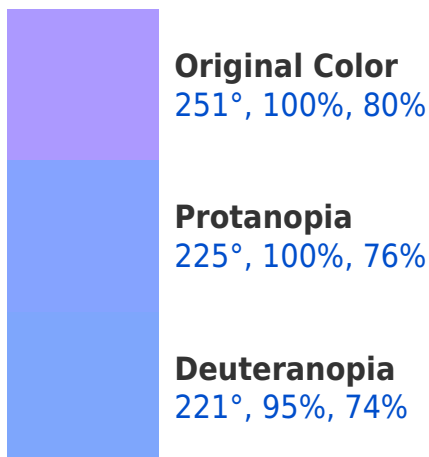 Original Color
251°, 100%, 80%
Protanopia
225°, 100%, 76%
Deuteranopia
221°, 95%, 74%